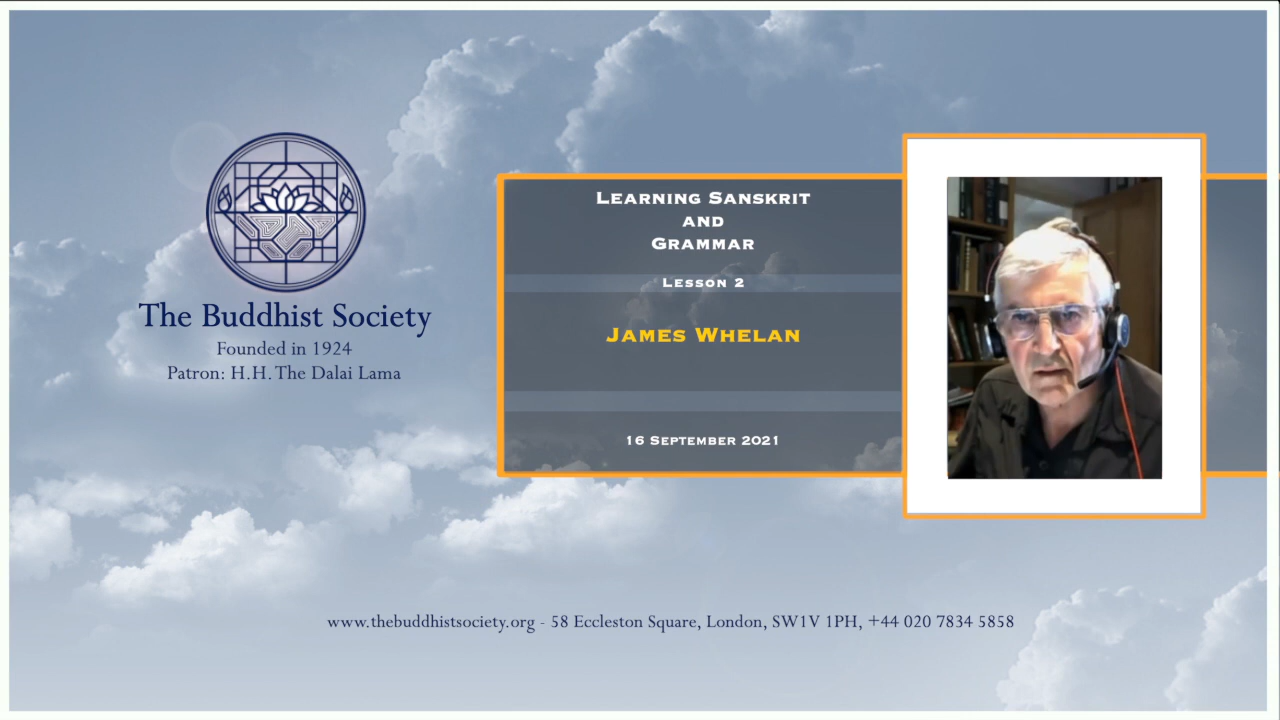 The Buddhist Society
Founded in 1924
Patron: H.H. The Dalai Lama
Learning Sanskrit
and
Grammar
Lesson 2
James Whelan
16 September 2021
www.thebuddhistsociety.org - 58 Eccleston Square, London, SW1V 1PH, +44 020 7834 5858